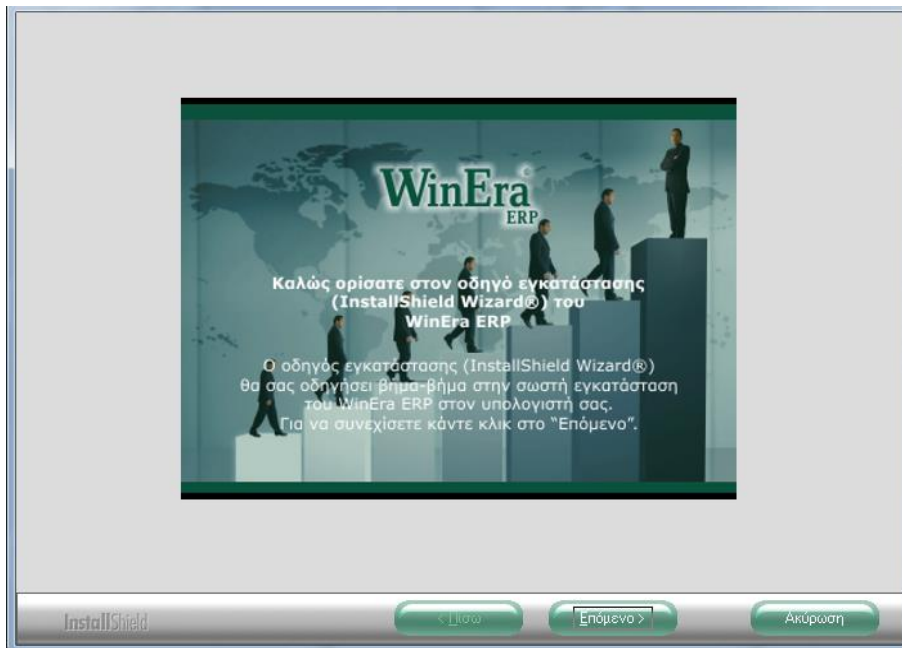 WinEra©
ERP
Καλώς ορίσατε στον οδηγό εγκατάστασης
(InstallShield Wizard®) του
WinEra ERP
Ο οδηγός εγκατάστασης (InstallShield Wizard®)
θα σας οδηγήσει βήμα-βήμα στην σωστή εγκατάσταση
του WinEra ERP στον υπολογιστή σας.
Για να συνεχίσετε κάντε κλικ στο “Επόμενο”.
InstallShield
< Πίσω Επόμενο > Ακύρωση